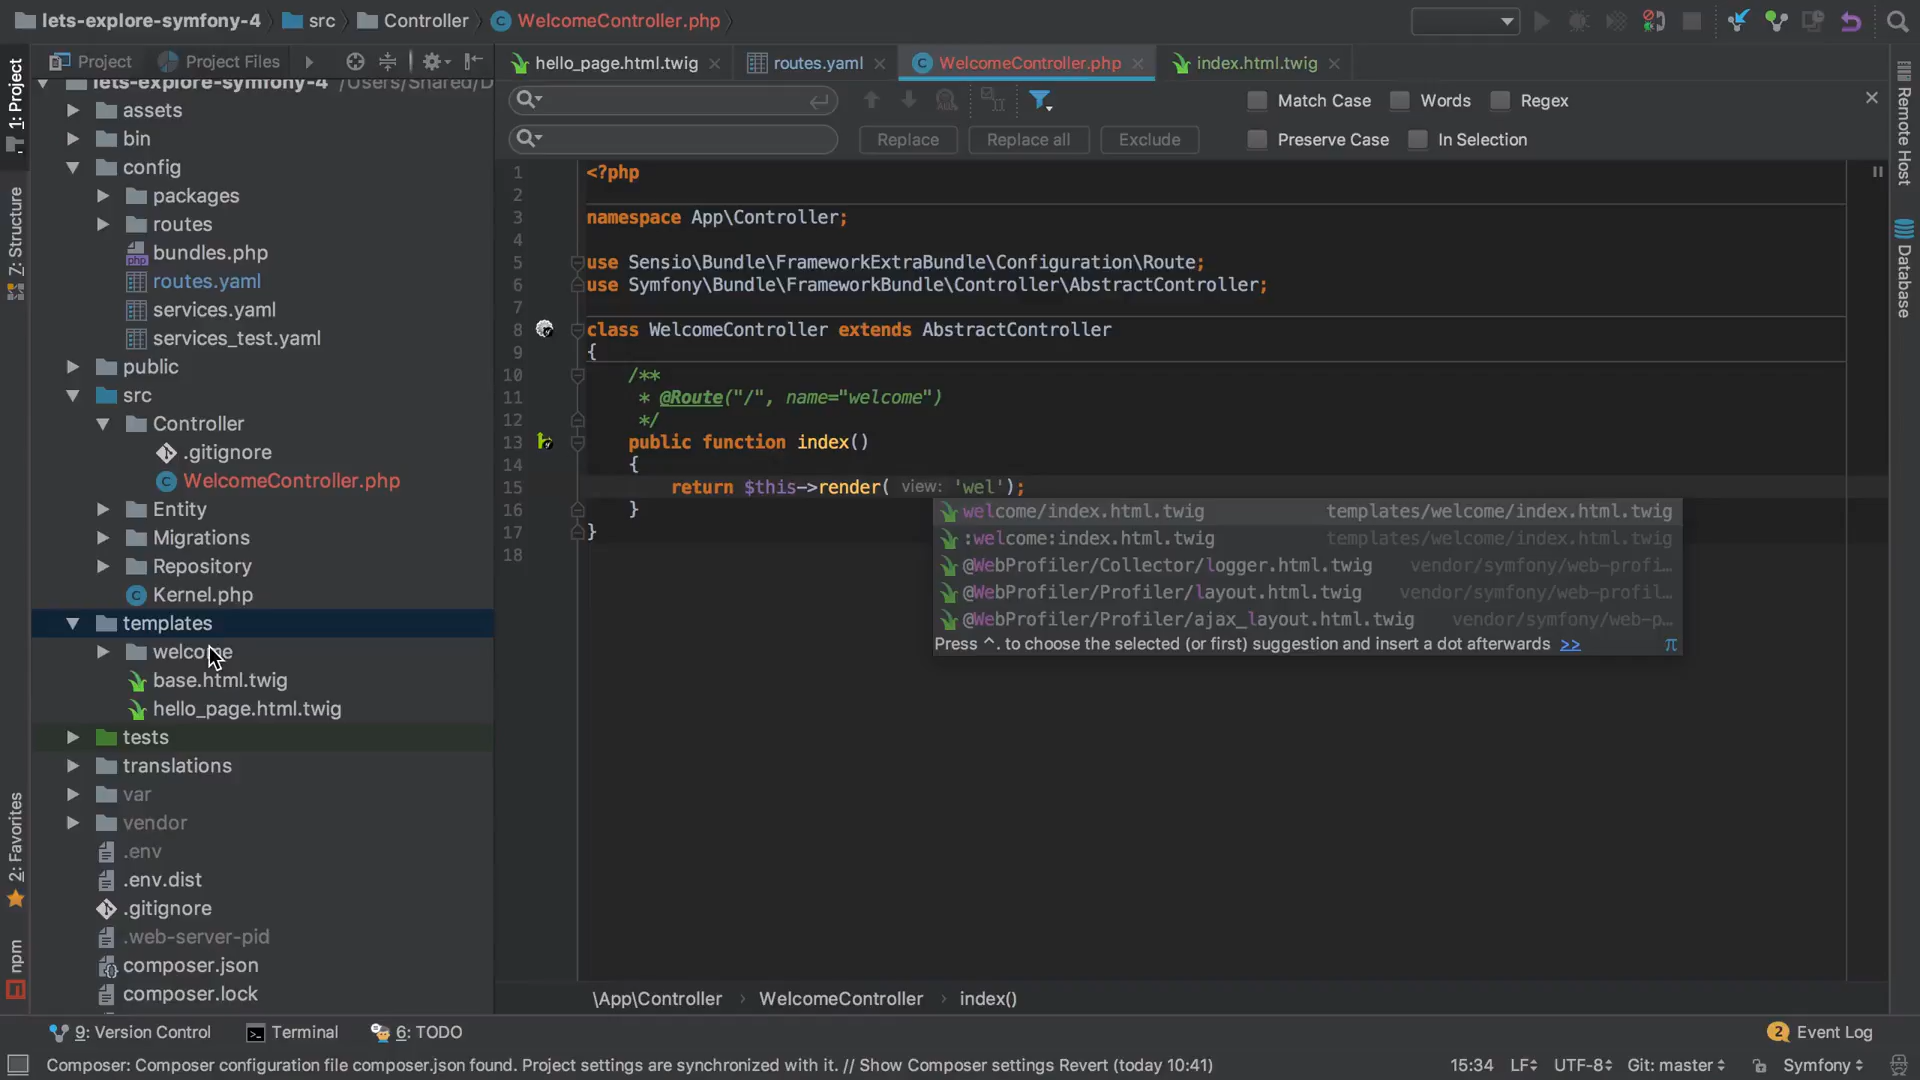 lets-explore-symfony-4 src Controller WelcomeController.php
1: Project
Z: Structure
2: Favorites
npm
Project Project Files
lets-explore-symfony-4 /Users/Shared/D
assets
bin
config
packages
routes
bundles.php
routes.yaml
services.yaml
services_test.yaml
public
src
Controller
.gitignore
WelcomeController.php
Entity
Migrations
Repository
Kernel.php
templates
welcome
base.html.twig
hello_page.html.twig
tests
translations
var
vendor
.env
.env.dist
.gitignore
.web-server-pid
composer.json
composer.lock
hello_page.html.twig routes.yaml WelcomeController.php index.html.twig
Match Case Words Regex
Replace Replace all Exclude Preserve Case In Selection
1 <?php
2
3 namespace App\Controller;
4
5 use Sensio\Bundle\FrameworkExtraBundle\Configuration\Route;
6 use Symfony\Bundle\FrameworkBundle\Controller\AbstractController;
7
8 class WelcomeController extends AbstractController
9 {
10 /**
11 * @Route("/", name="welcome")
12 */
13 public function index()
14 {
15 return $this->render( view: 'wel');
16 }
17 }
18
welcome/index.html.twig templates/welcome/index.html.twig
:welcome:index.html.twig templates/welcome/index.html.twig
@WebProfiler/Collector/logger.html.twig vendor/symfony/web-profi…
@WebProfiler/Profiler/layout.html.twig vendor/symfony/web-profil…
@WebProfiler/Profiler/ajax_layout.html.twig vendor/symfony/web-p…
Press ^. to choose the selected (or first) suggestion and insert a dot afterwards >> π
\App\Controller › WelcomeController › index()
Remote Host
Database
9: Version Control Terminal 6: TODO 2 Event Log
Composer: Composer configuration file composer.json found. Project settings are synchronized with it. // Show Composer settings Revert (today 10:41) 15:34 LF UTF-8 Git: master Symfony